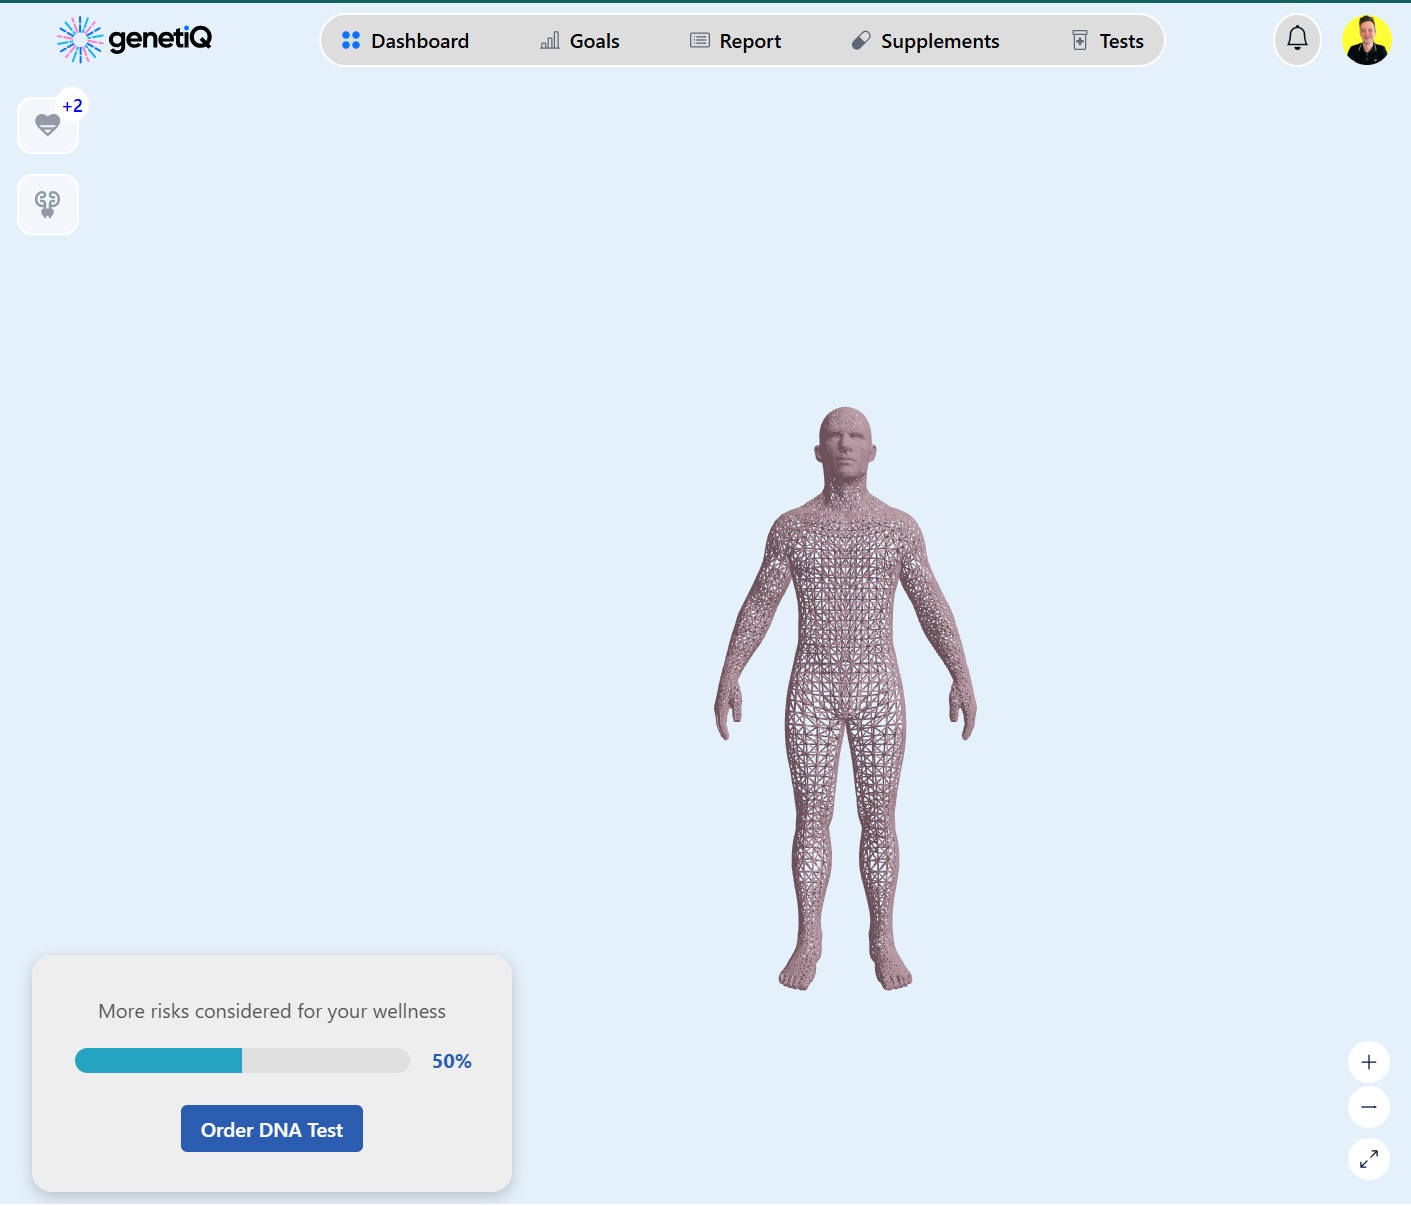 genetiQ
Dashboard
Goals
Report
Supplements
Tests
+2
More risks considered for your wellness
50%
Order DNA Test